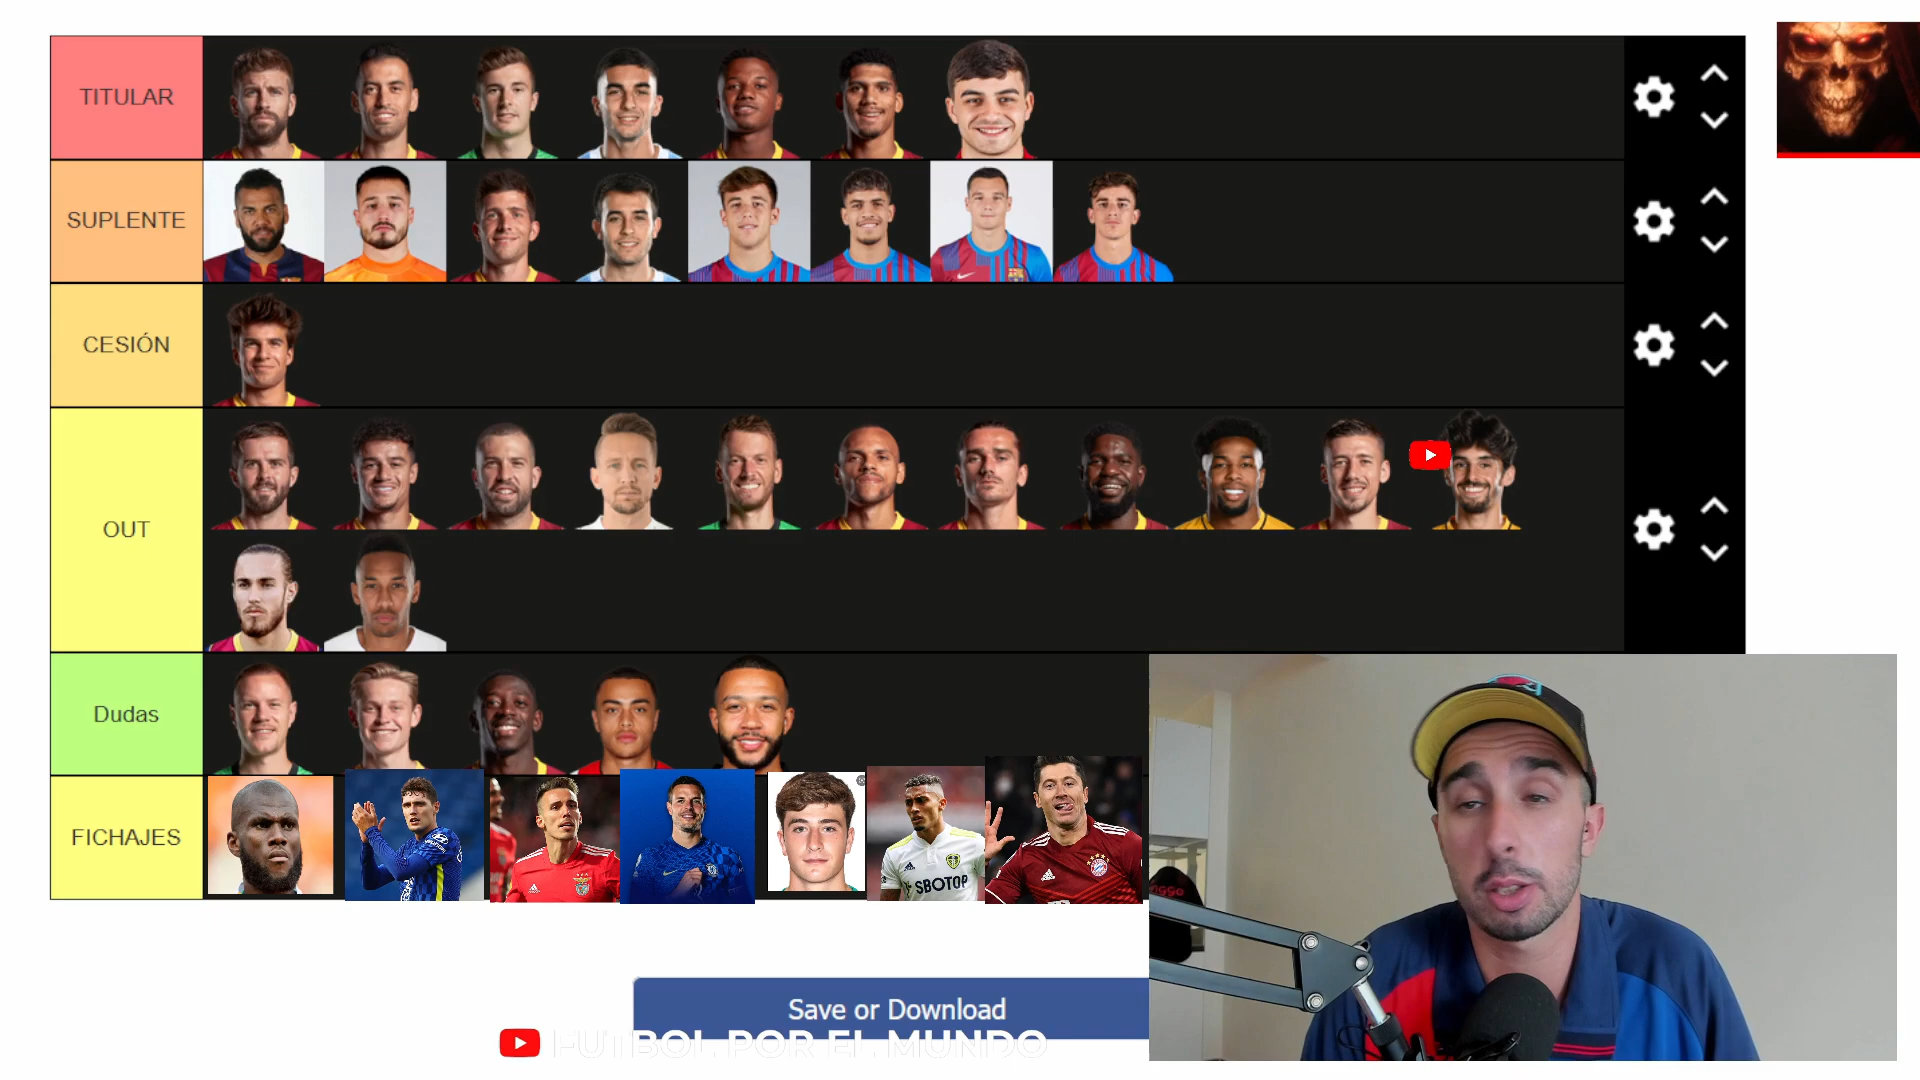 TITULAR
SUPLENTE
CESIÓN
OUT
Dudas
FICHAJES
SBOTOP
Save or Download
FUTBOL POR EL MUNDO